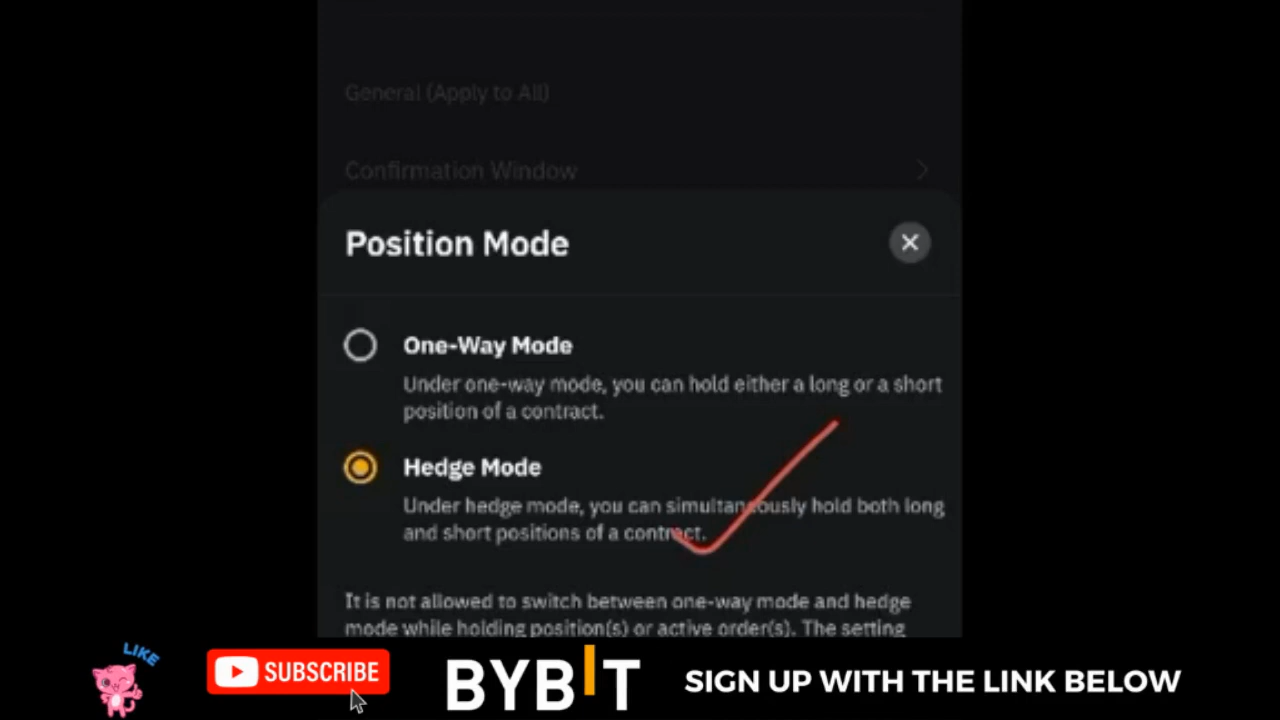 General (Apply to All)
Confirmation Window
Position Mode
One-Way Mode
Under one-way mode, you can hold either a long or a short
position of a contract.
Hedge Mode
Under hedge mode, you can simultaneously hold both long
and short positions of a contract.
It is not allowed to switch between one-way mode and hedge
mode while holding position(s) or active order(s). The setting
LIKE
SUBSCRIBE
BYBIT
SIGN UP WITH THE LINK BELOW